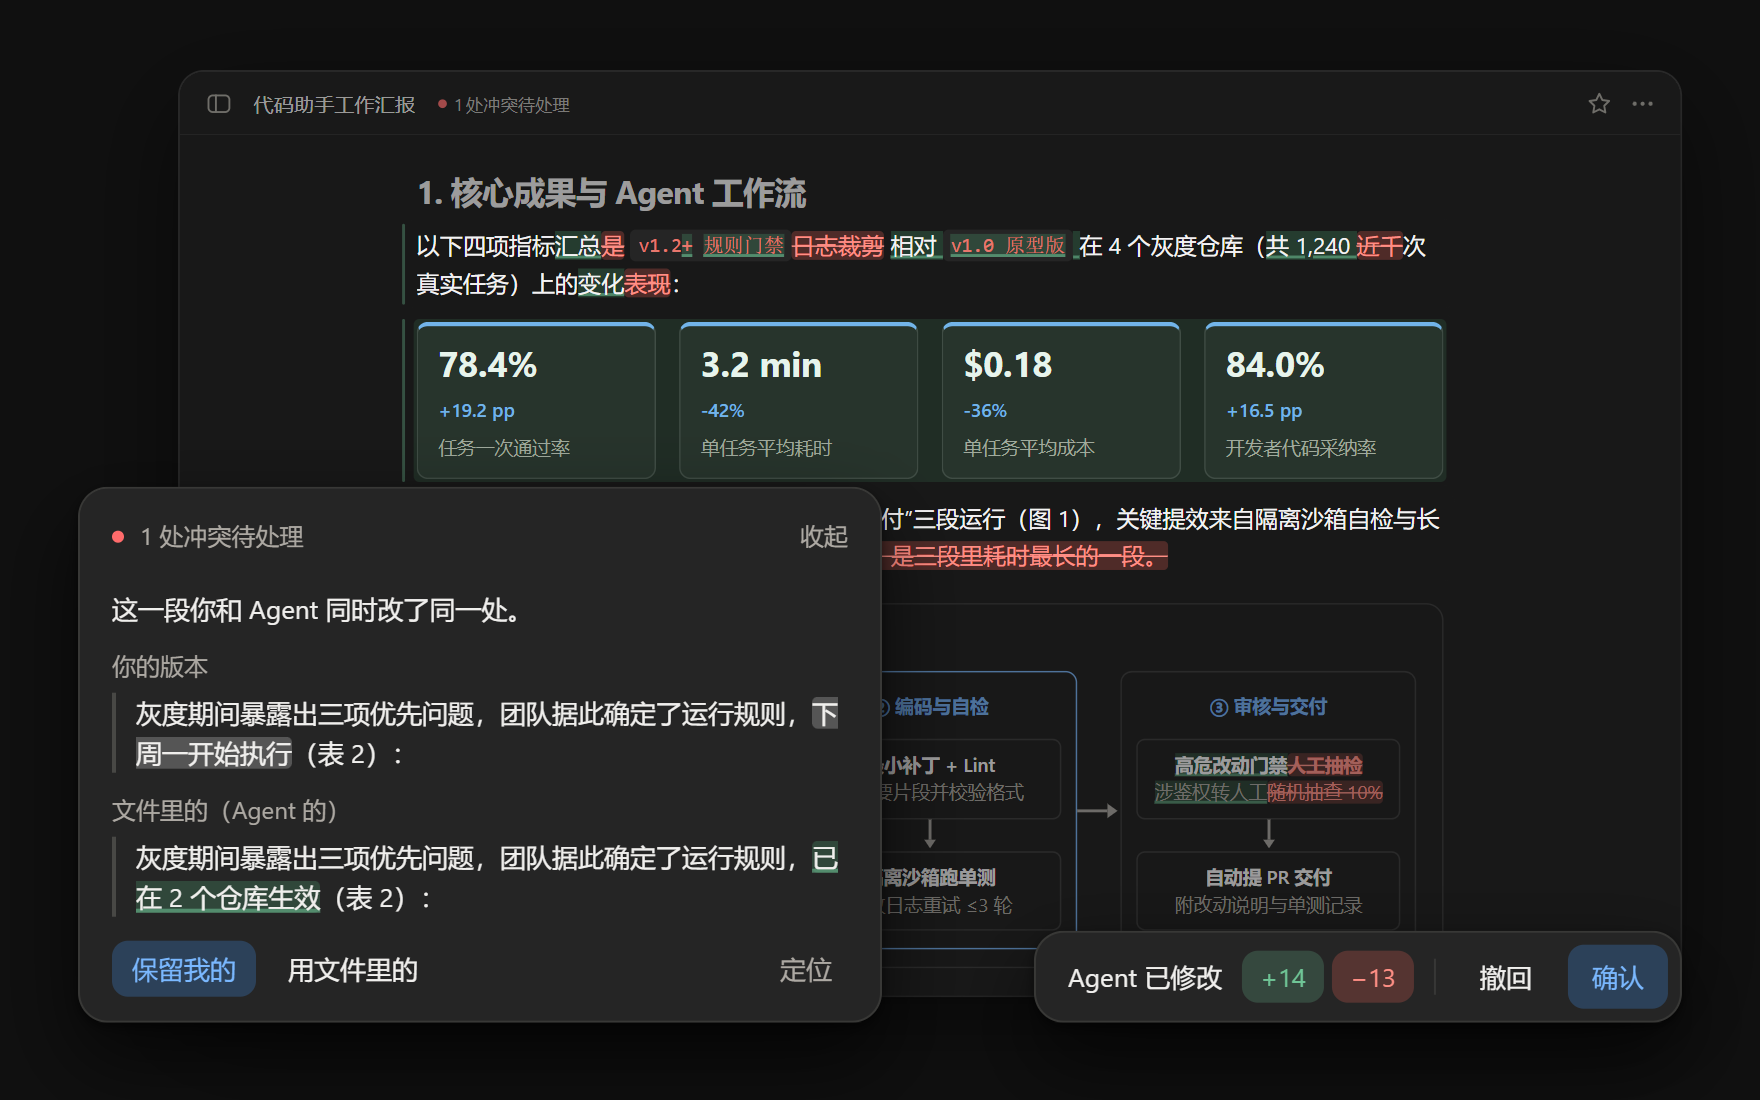 代码助手工作汇报
1 处冲突待处理
1. 核心成果与 Agent 工作流
以下四项指标汇总是 v1.2+ 规则门禁日志裁剪 相对 v1.0 原型版 在 4 个灰度仓库（共 1,240 近千次
真实任务）上的变化表现：
78.4%
+19.2 pp
任务一次通过率
3.2 min
-42%
单任务平均耗时
$0.18
-36%
单任务平均成本
84.0%
+16.5 pp
开发者代码采纳率
付”三段运行（图 1），关键提效来自隔离沙箱自检与长
是三段里耗时最长的一段。
编码与自检
小补丁 + Lint
要片段并校验格式
离沙箱跑单测
日志重试 ≤3 轮
③ 审核与交付
高危改动门禁人工抽检
涉鉴权转人工随机抽查 10%
自动提 PR 交付
附改动说明与单测记录
1 处冲突待处理
收起
这一段你和 Agent 同时改了同一处。
你的版本
灰度期间暴露出三项优先问题，团队据此确定了运行规则，下
周一开始执行（表 2）：
文件里的（Agent 的）
灰度期间暴露出三项优先问题，团队据此确定了运行规则，已
在 2 个仓库生效（表 2）：
保留我的
用文件里的
定位
Agent 已修改
+14
−13
撤回
确认